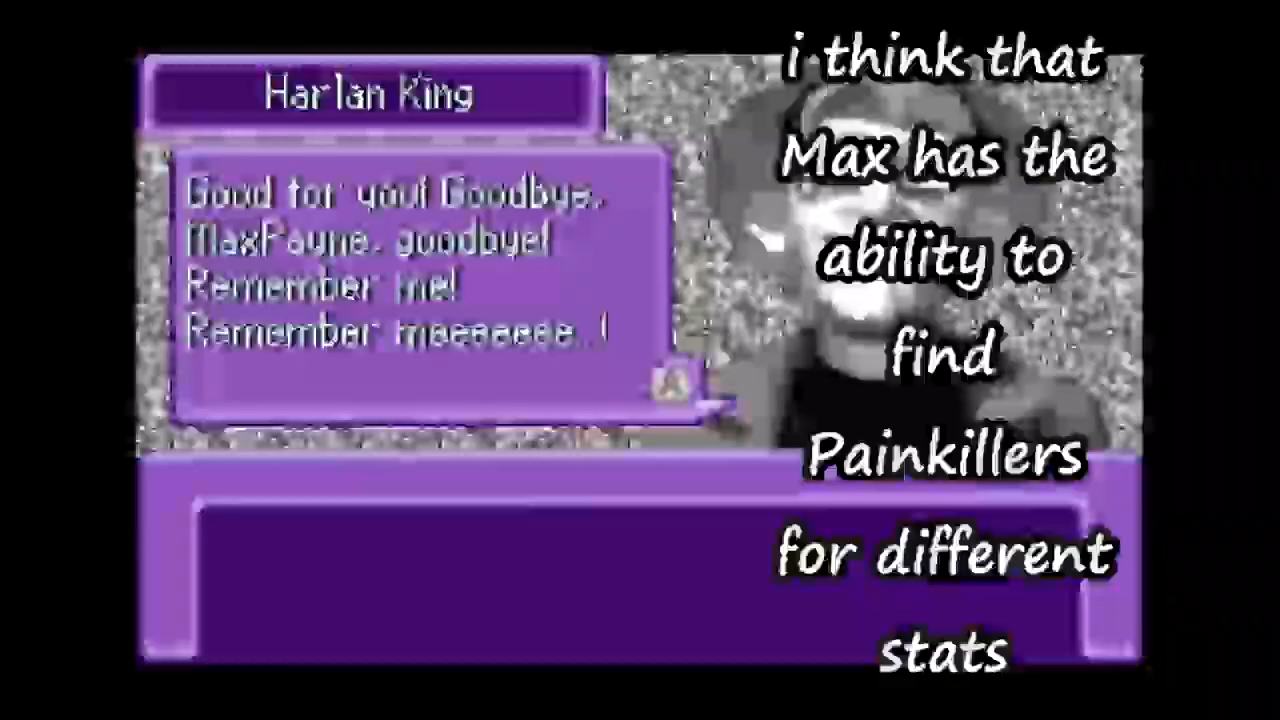 Harlan King
Good for you! Goodbye,
MaxPayne, goodbye!
Remember me!
Remember meeeeeee..!
A
i think that
Max has the
ability to
find
Painkillers
for different
stats